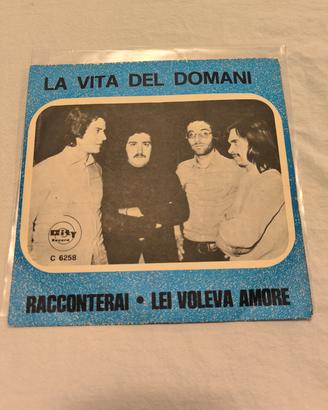 LA VITA DEL DOMANI
City
Record
C 6258
RACCONTERAI • LEI VOLEVA AMORE